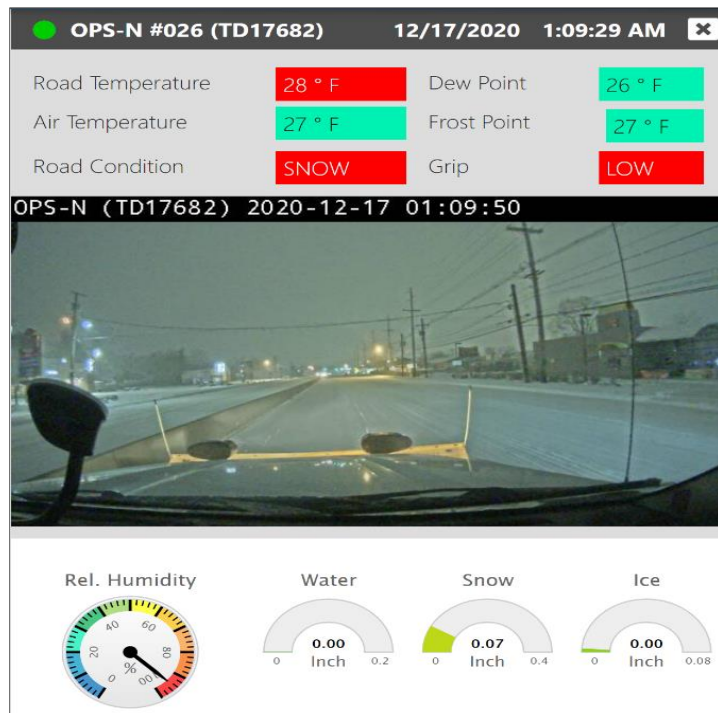 OPS-N #026 (TD17682) 12/17/2020 1:09:29 AM
Road Temperature 28 ° F Dew Point 26 ° F
Air Temperature 27 ° F Frost Point 27 ° F
Road Condition SNOW Grip LOW
OPS-N (TD17682) 2020-12-17 01:09:50
Rel. Humidity Water Snow Ice
0 20 40 60 80 100 %
0.00 0.07 0.00
0 Inch 0.2 0 Inch 0.4 0 Inch 0.08